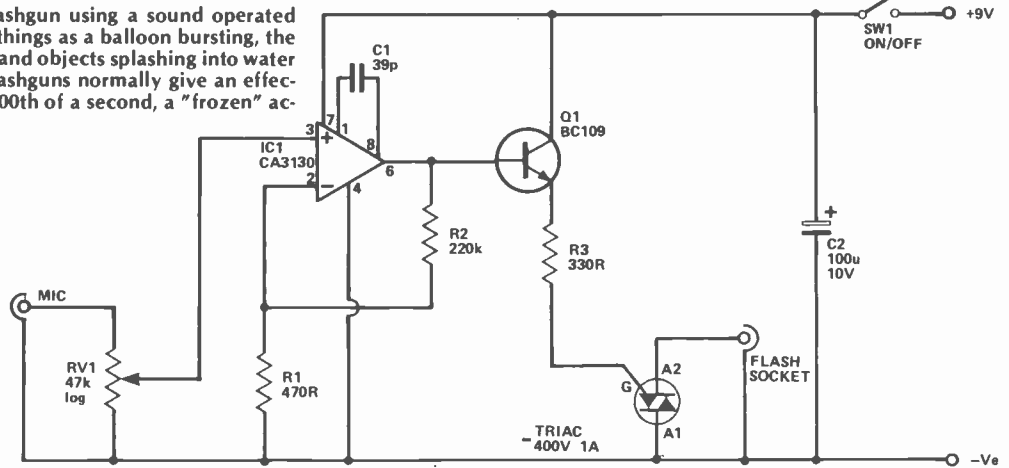 ashgun using a sound operated
things as a balloon bursting, the
and objects splashing into water
ashguns normally give an effec-
00th of a second, a "frozen" ac-
SW1
ON/OFF
+9V
C1
39p
Q1
BC109
IC1
CA3130
3
+
7
1
8
6
2
−
4
R2
220k
R3
330R
+
C2
100u
10V
MIC
RV1
47k
log
R1
470R
FLASH
SOCKET
A2
G
A1
TRIAC
400V 1A
−Ve